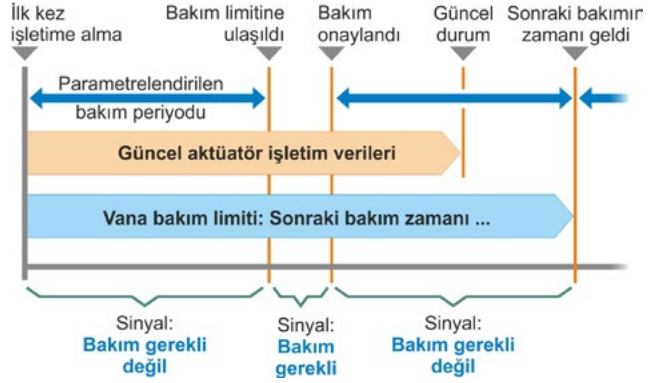 İlk kez
işletime alma
Bakım limitine
ulaşıldı
Bakım
onaylandı
Güncel
durum
Sonraki bakımın
zamanı geldi
Parametrelendirilen
bakım periyodu
Güncel aktüatör işletim verileri
Vana bakım limiti: Sonraki bakım zamanı ...
Sinyal:
Bakım gerekli
değil
Sinyal:
Bakım
gerekli
Sinyal:
Bakım gerekli
değil